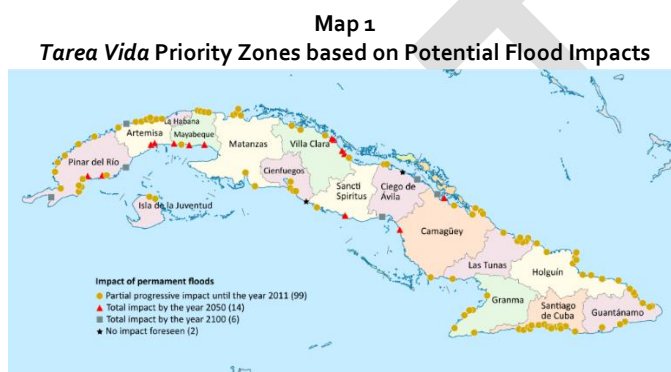 Map 1
Tarea Vida Priority Zones based on Potential Flood Impacts
La Habana
Artemisa
Mayabeque
Matanzas
Villa Clara
Pinar del Río
Cienfuegos
Sancti
Spiritus
Ciego de
Ávila
Isla de la Juventud
Camagüey
Las Tunas
Holguín
Granma
Santiago
de Cuba
Guantánamo
Impact of permament floods
Partial progressive impact until the year 2011 (99)
Total impact by the year 2050 (14)
Total impact by the year 2100 (6)
No impact foreseen (2)